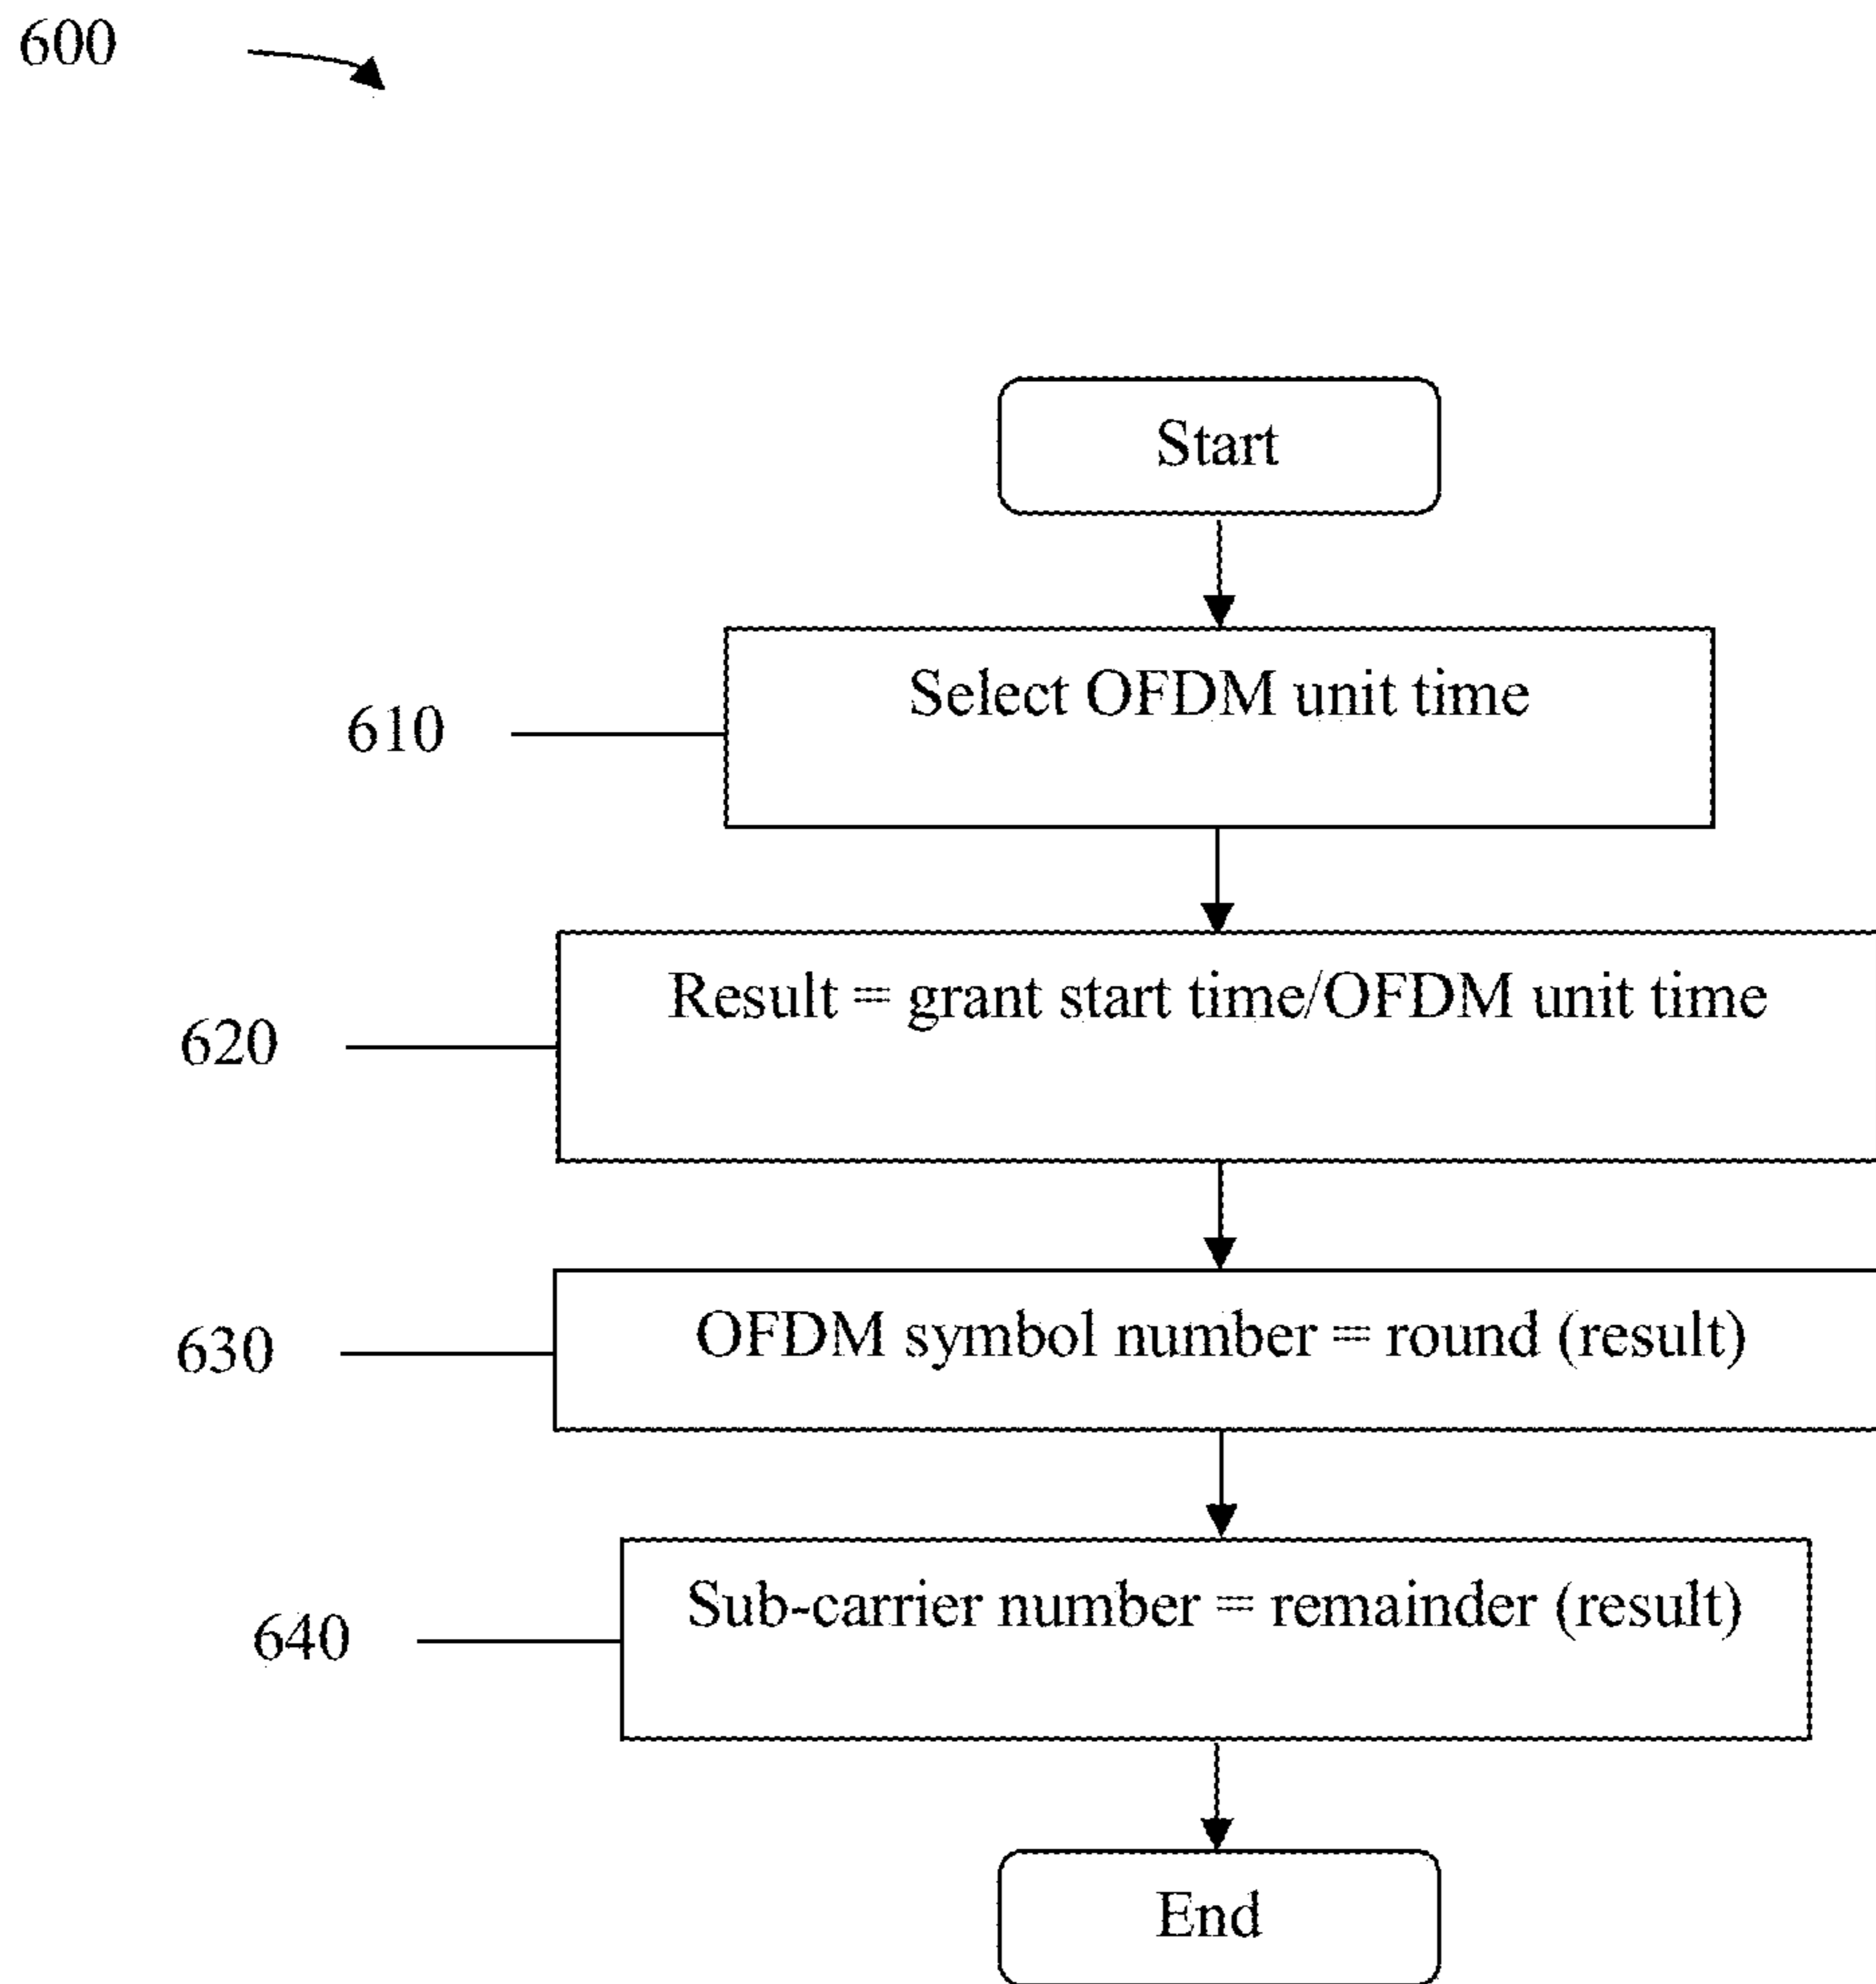 600
Start
610
Select OFDM unit time
620
Result = grant start time/OFDM unit time
630
OFDM symbol number = round (result)
640
Sub-carrier number = remainder (result)
End